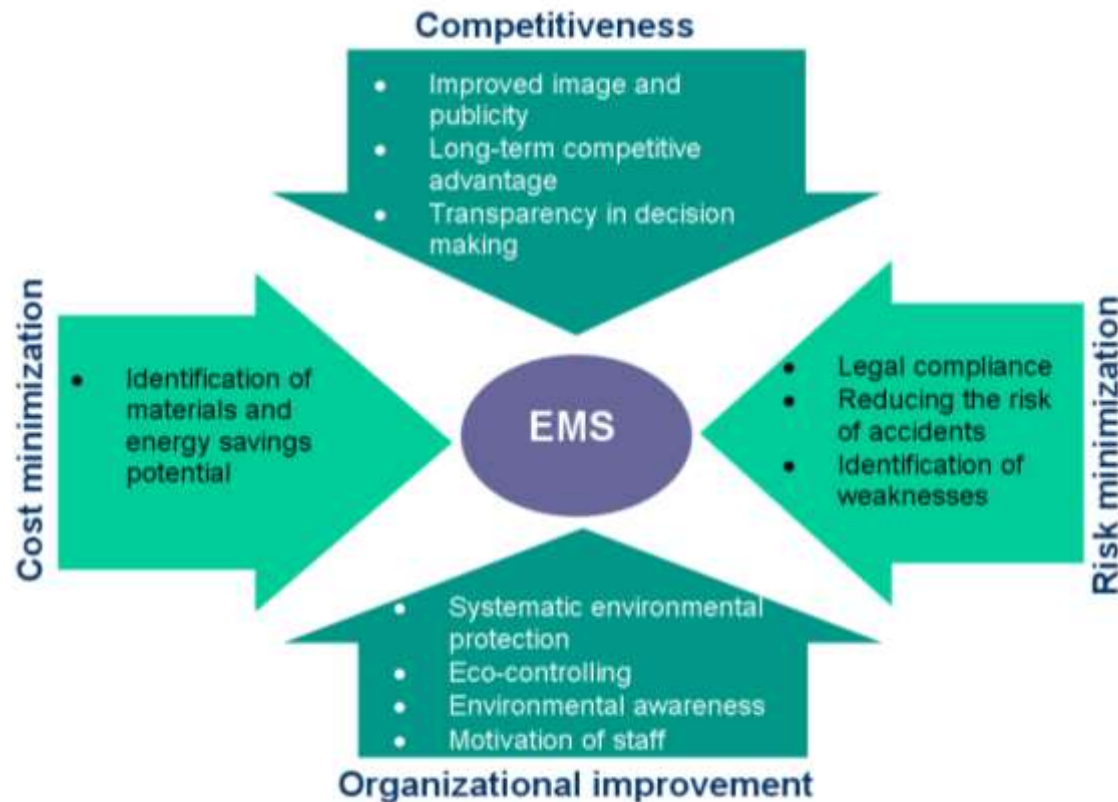 Competitiveness
• Improved image and
publicity
• Long-term competitive
advantage
• Transparency in decision
making
Cost minimization
• Identification of
materials and
energy savings
potential
EMS
• Legal compliance
• Reducing the risk
of accidents
• Identification of
weaknesses
Risk minimization
• Systematic environmental
protection
• Eco-controlling
• Environmental awareness
• Motivation of staff
Organizational improvement